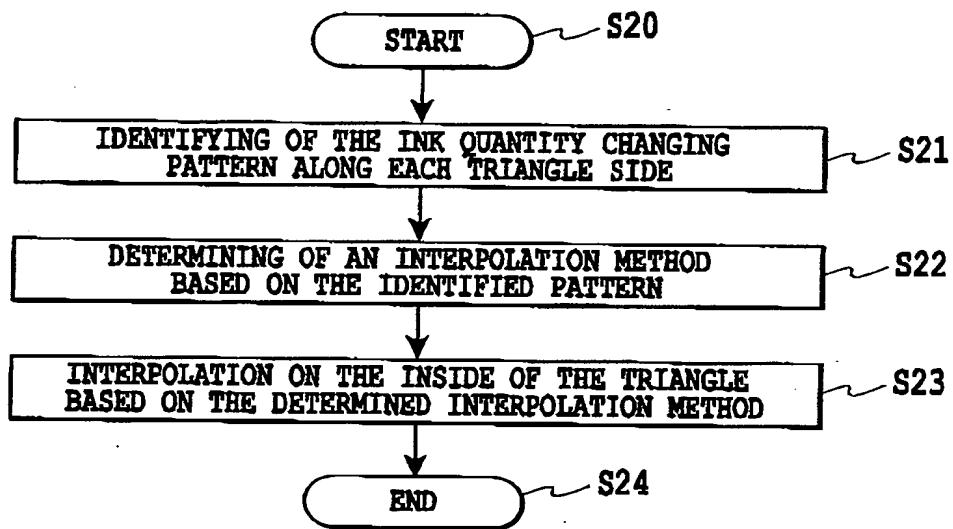 START
S20
IDENTIFYING OF THE INK QUANTITY CHANGING
PATTERN ALONG EACH TRIANGLE SIDE
S21
DETERMINING OF AN INTERPOLATION METHOD
BASED ON THE IDENTIFIED PATTERN
S22
INTERPOLATION ON THE INSIDE OF THE TRIANGLE
BASED ON THE DETERMINED INTERPOLATION METHOD
S23
END
S24